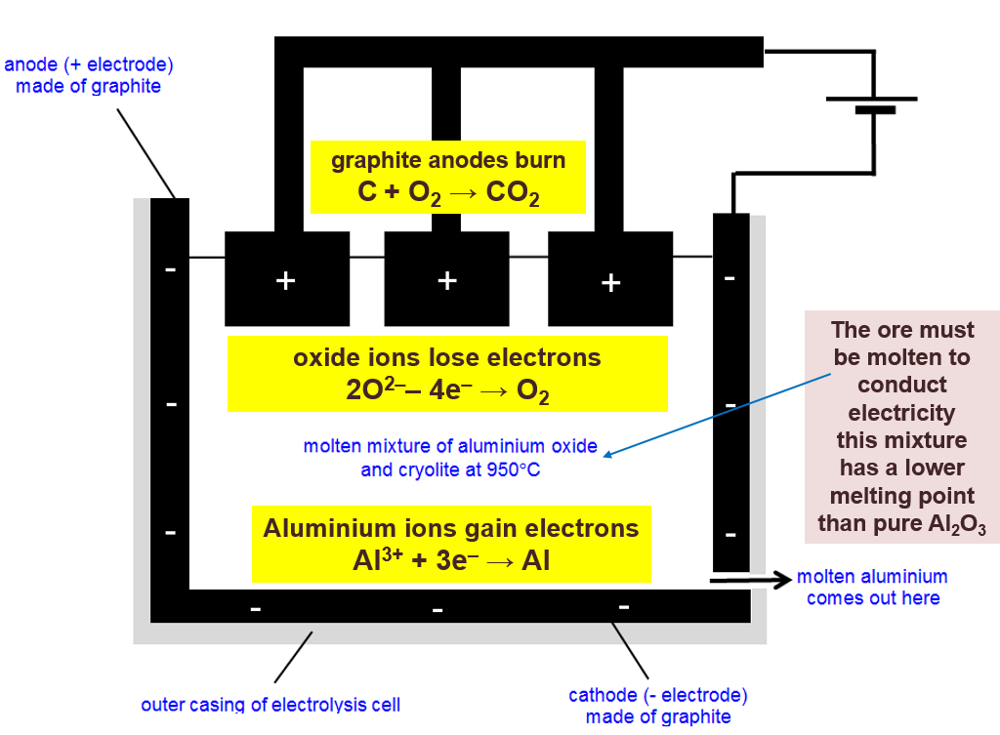 anode (+ electrode)
made of graphite
graphite anodes burn
C + O₂ → CO₂
+ + +
- -
oxide ions lose electrons
2O²⁻– 4e⁻ → O₂
The ore must
be molten to
conduct
electricity
this mixture
has a lower
melting point
than pure Al₂O₃
- -
molten mixture of aluminium oxide
and cryolite at 950°C
Aluminium ions gain electrons
Al³⁺ + 3e⁻ → Al
- -
molten aluminium
comes out here
- - -
outer casing of electrolysis cell
cathode (- electrode)
made of graphite